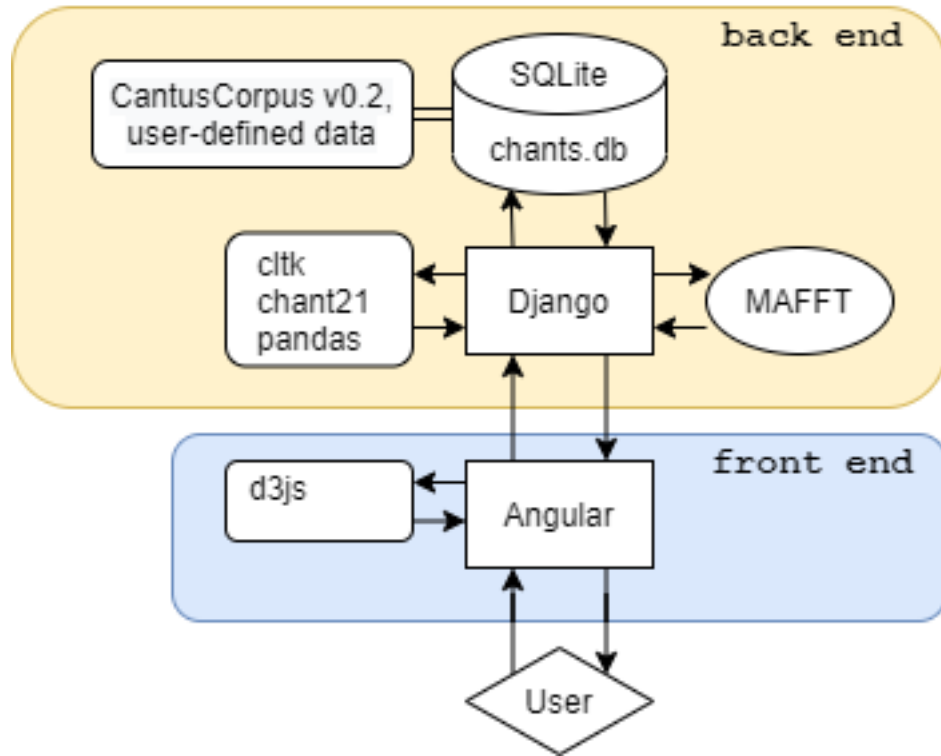 back end
SQLite
chants.db
CantusCorpus v0.2,
user-defined data
cltk
chant21
pandas
Django
MAFFT
front end
d3js
Angular
User